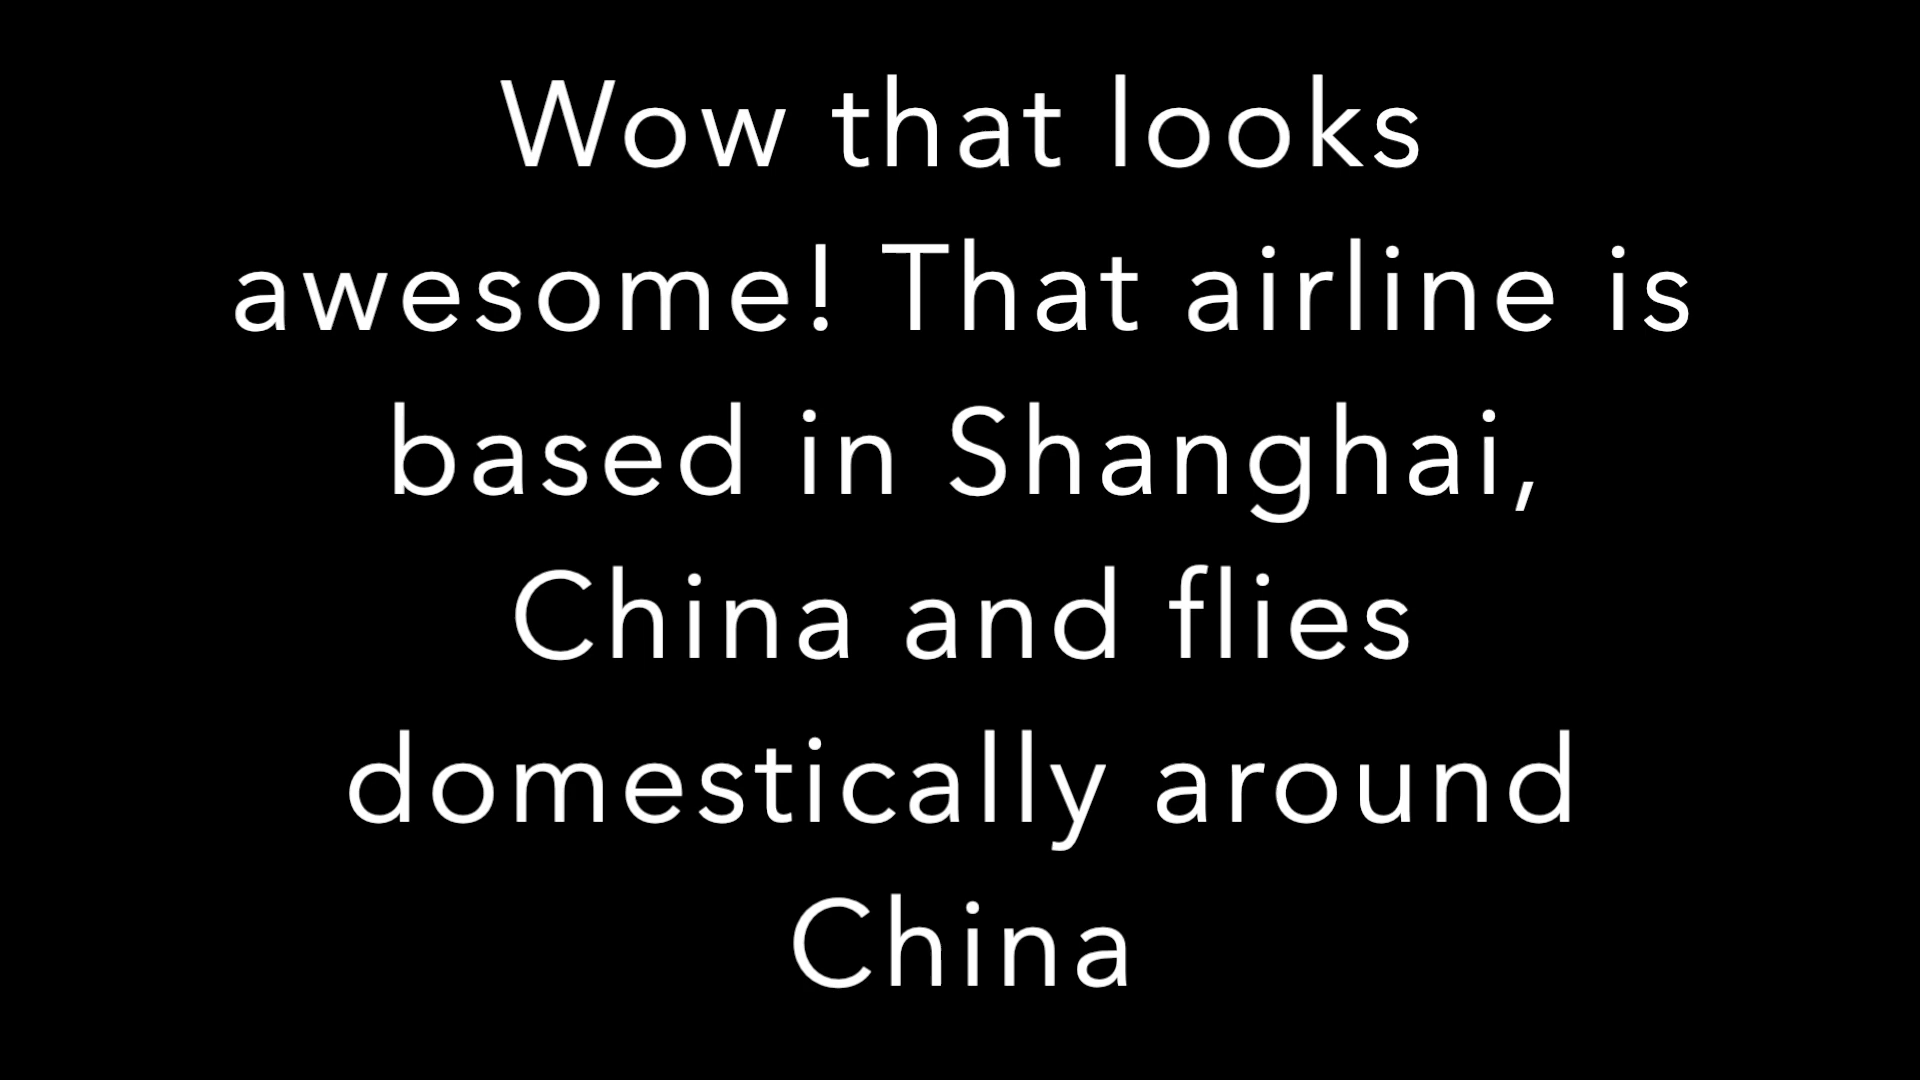 Wow that looks
awesome! That airline is
based in Shanghai,
China and flies
domestically around
China